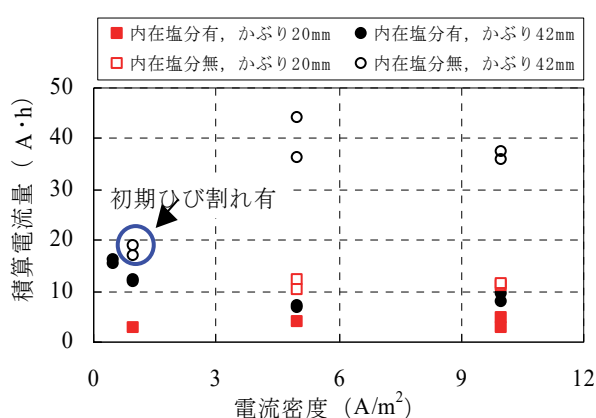 ■ 内在塩分有，かぶり20mm ● 内在塩分有，かぶり42mm
□ 内在塩分無，かぶり20mm ○ 内在塩分無，かぶり42mm
積算電流量（ A・h）
50
40
30
20
10
0
初期ひび割れ有
0 3 6 9 12
電流密度（A/m²）